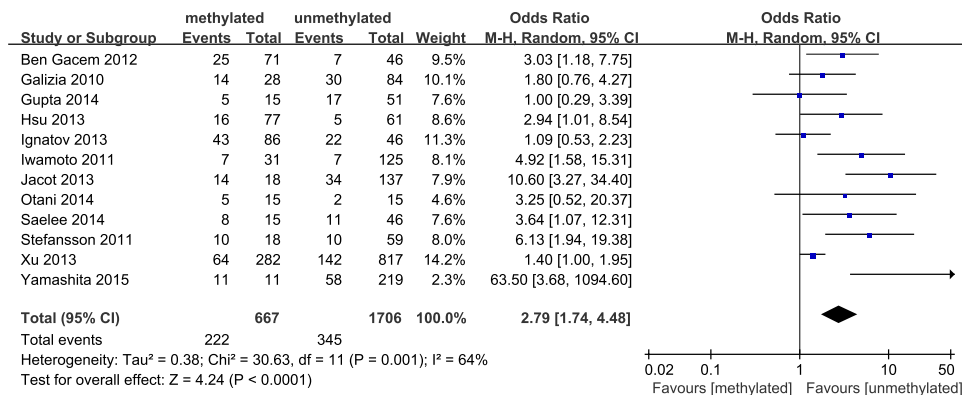 methylated unmethylated Odds Ratio Odds Ratio
Study or Subgroup Events Total Events Total Weight M-H, Random, 95% CI M-H, Random, 95% CI
Ben Gacem 2012 25 71 7 46 9.5% 3.03 [1.18, 7.75]
Galizia 2010 14 28 30 84 10.1% 1.80 [0.76, 4.27]
Gupta 2014 5 15 17 51 7.6% 1.00 [0.29, 3.39]
Hsu 2013 16 77 5 61 8.6% 2.94 [1.01, 8.54]
Ignatov 2013 43 86 22 46 11.3% 1.09 [0.53, 2.23]
Iwamoto 2011 7 31 7 125 8.1% 4.92 [1.58, 15.31]
Jacot 2013 14 18 34 137 7.9% 10.60 [3.27, 34.40]
Otani 2014 5 15 2 15 4.6% 3.25 [0.52, 20.37]
Saelee 2014 8 15 11 46 7.6% 3.64 [1.07, 12.31]
Stefansson 2011 10 18 10 59 8.0% 6.13 [1.94, 19.38]
Xu 2013 64 282 142 817 14.2% 1.40 [1.00, 1.95]
Yamashita 2015 11 11 58 219 2.3% 63.50 [3.68, 1094.60]
Total (95% CI) 667 1706 100.0% 2.79 [1.74, 4.48]
Total events 222 345
Heterogeneity: Tau² = 0.38; Chi² = 30.63, df = 11 (P = 0.001); I² = 64%
Test for overall effect: Z = 4.24 (P < 0.0001)
0.02 0.1 1 10 50
Favours [methylated] Favours [unmethylated]